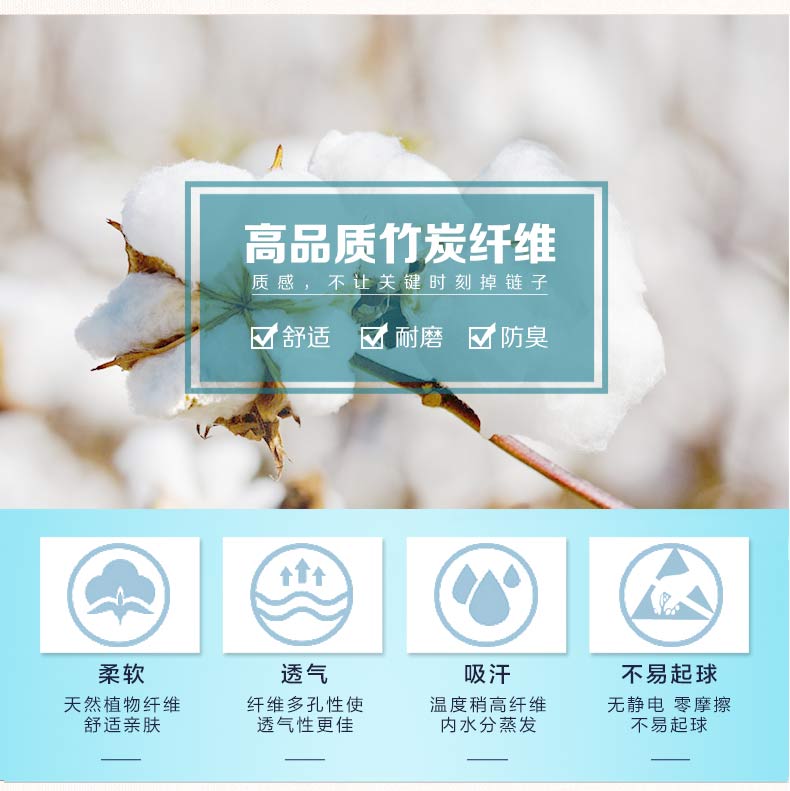 高品质竹炭纤维
质感，不让关键时刻掉链子
舒适 耐磨 防臭
柔软 透气 吸汗 不易起球
天然植物纤维 纤维多孔性使 温度稍高纤维 无静电 零摩擦
舒适亲肤 透气性更佳 内水分蒸发 不易起球